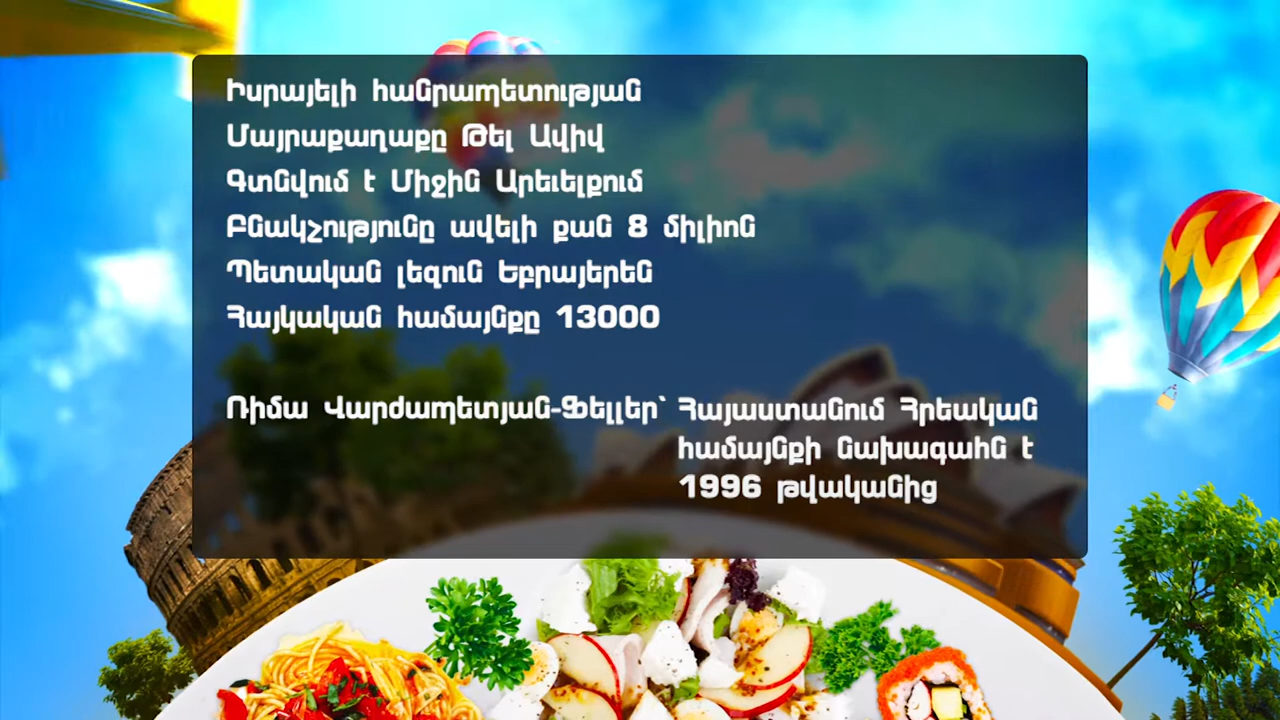 Իսրայելի հանրապետության
Մայրաքաղաքը Թել Ավիվ
Գտնվում է Միջին Արեւելքում
Բնակչությունը ավելի քան 8 միլիոն
Պետական լեզուն Եբրայերեն
Հայկական համայնքը 13000
Ռիմա Վարժապետյան-Ֆելլեր՝ Հայաստանում Հրեական
համայնքի նախագահն է
1996 թվականից